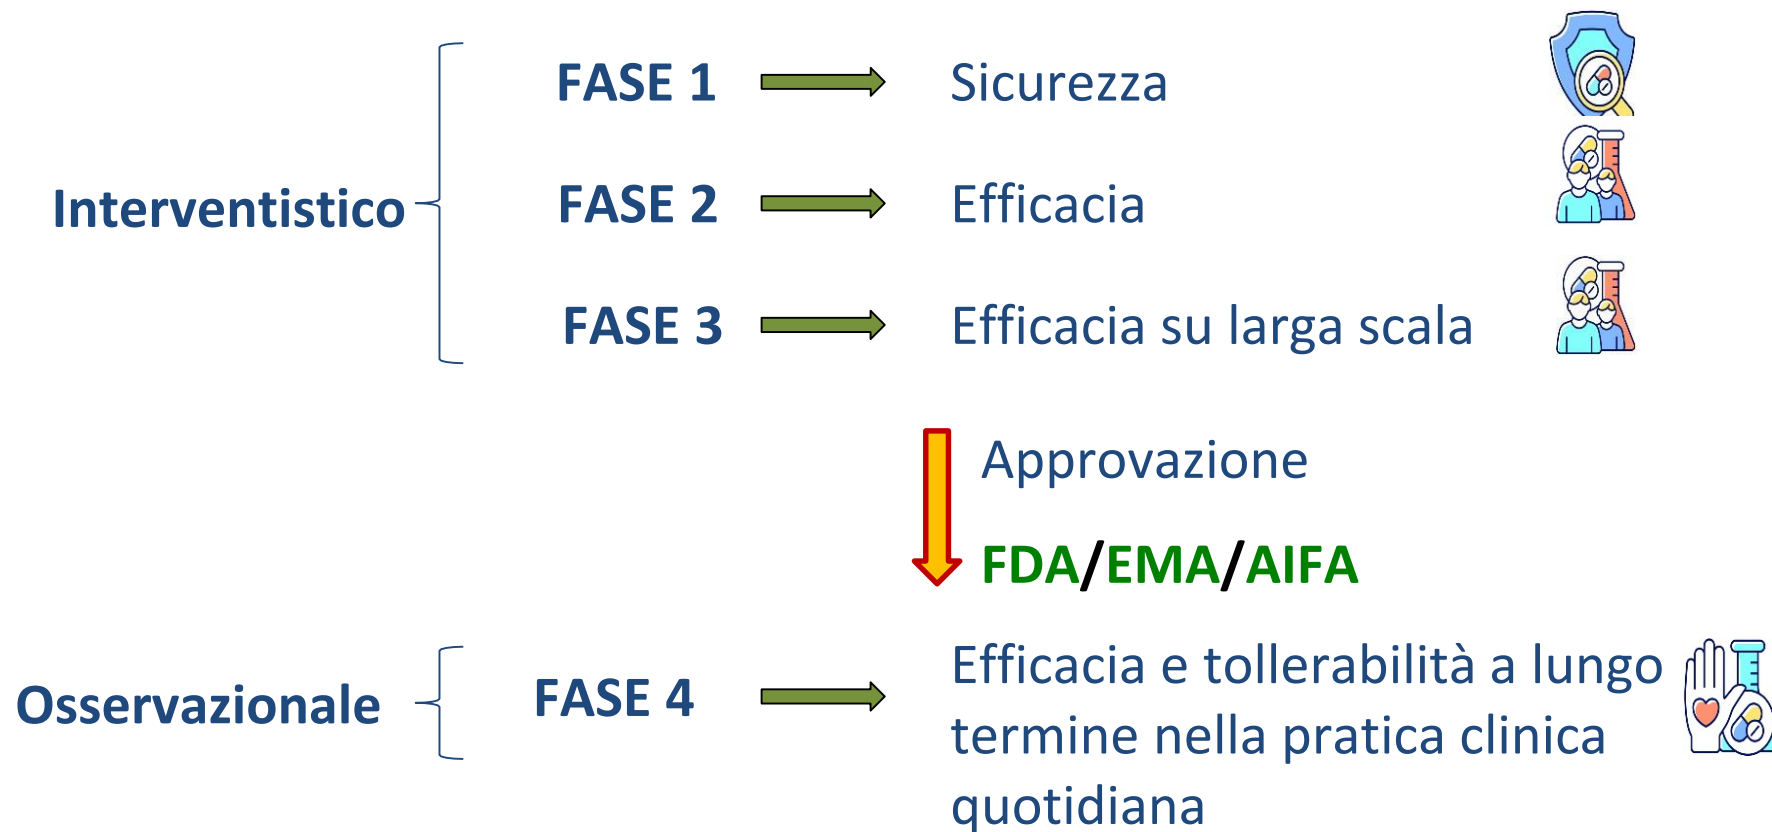 FASE 1
Sicurezza
Interventistico
FASE 2
Efficacia
FASE 3
Efficacia su larga scala
Approvazione
FDA/EMA/AIFA
Osservazionale
FASE 4
Efficacia e tollerabilità a lungo
termine nella pratica clinica
quotidiana